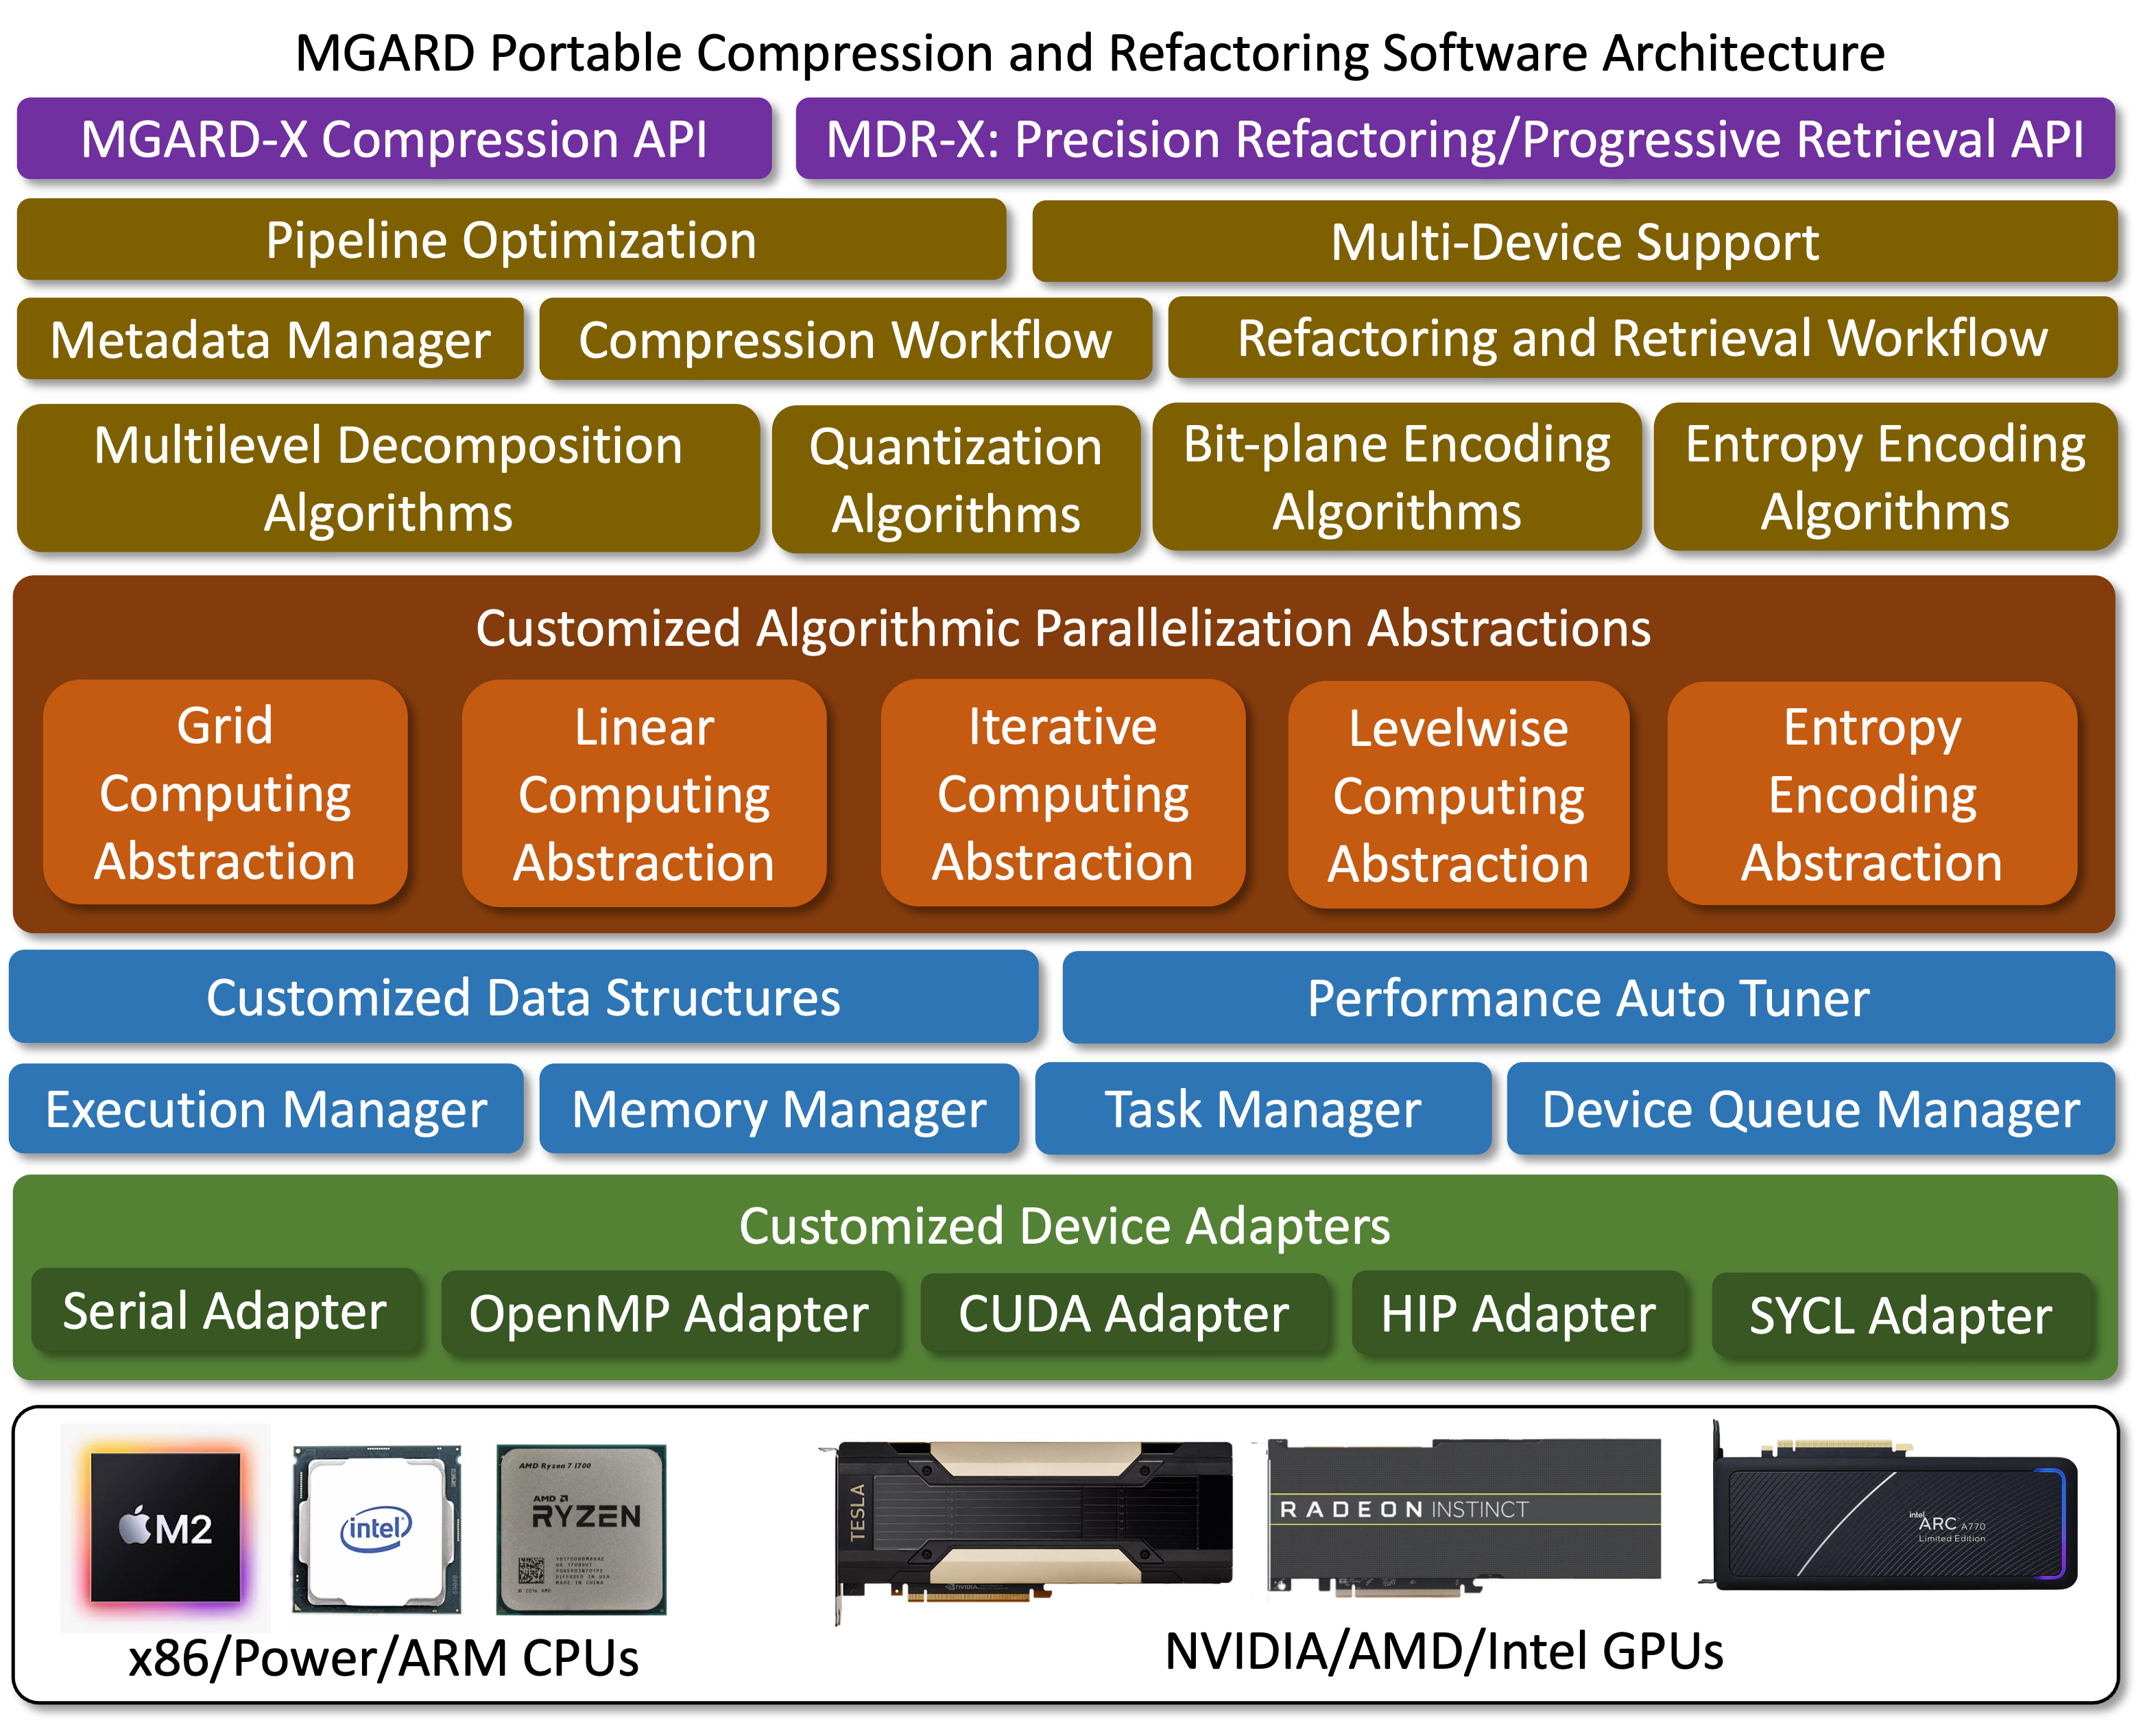 MGARD Portable Compression and Refactoring Software Architecture
MGARD-X Compression API
MDR-X: Precision Refactoring/Progressive Retrieval API
Pipeline Optimization
Multi-Device Support
Metadata Manager
Compression Workflow
Refactoring and Retrieval Workflow
Multilevel Decomposition
Algorithms
Quantization
Algorithms
Bit-plane Encoding
Algorithms
Entropy Encoding
Algorithms
Customized Algorithmic Parallelization Abstractions
Grid
Computing
Abstraction
Linear
Computing
Abstraction
Iterative
Computing
Abstraction
Levelwise
Computing
Abstraction
Entropy
Encoding
Abstraction
Customized Data Structures
Performance Auto Tuner
Execution Manager
Memory Manager
Task Manager
Device Queue Manager
Customized Device Adapters
Serial Adapter
OpenMP Adapter
CUDA Adapter
HIP Adapter
SYCL Adapter
M2
intel
AMD Ryzen 7 1700
AMD
RYZEN
MADE IN CHINA
TESLA
NVIDIA
RADEON INSTINCT
intel
ARC A770
Limited Edition
x86/Power/ARM CPUs
NVIDIA/AMD/Intel GPUs